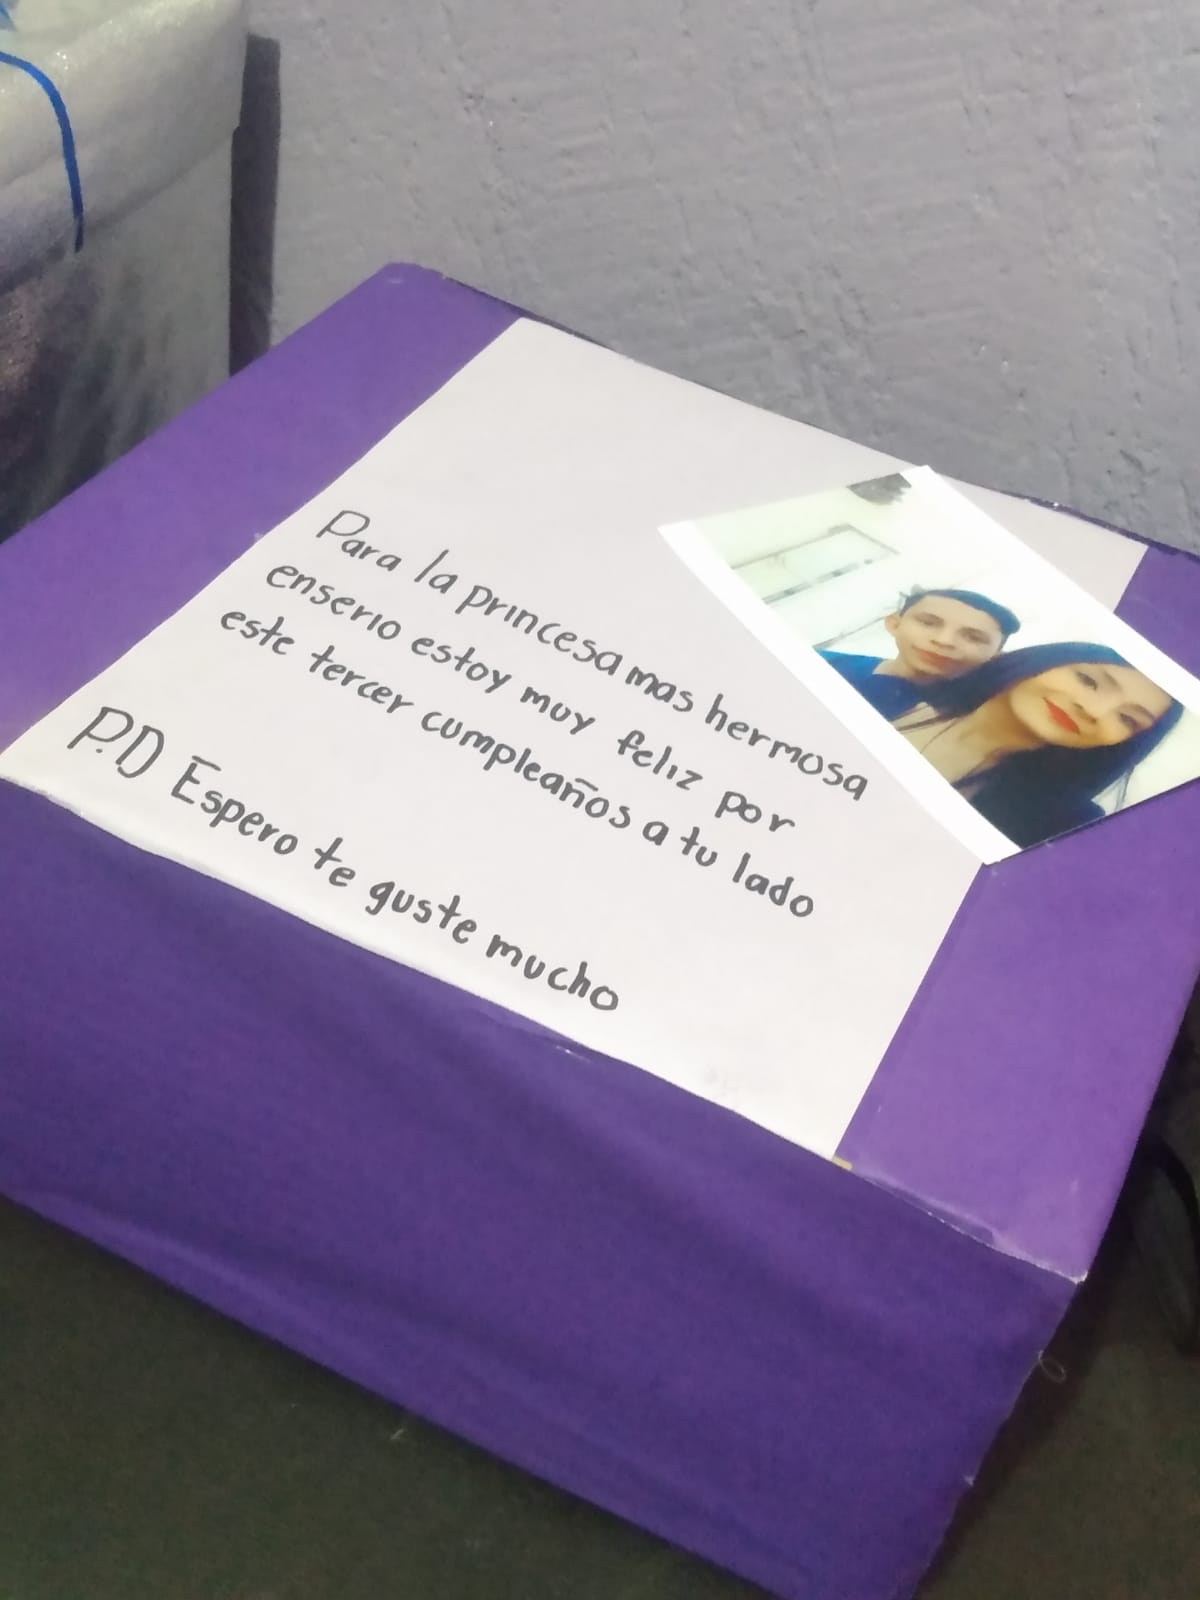 Para la princesa mas hermosa
enserio estoy muy feliz por
este tercer cumpleaños a tu lado
P.D Espero te guste mucho